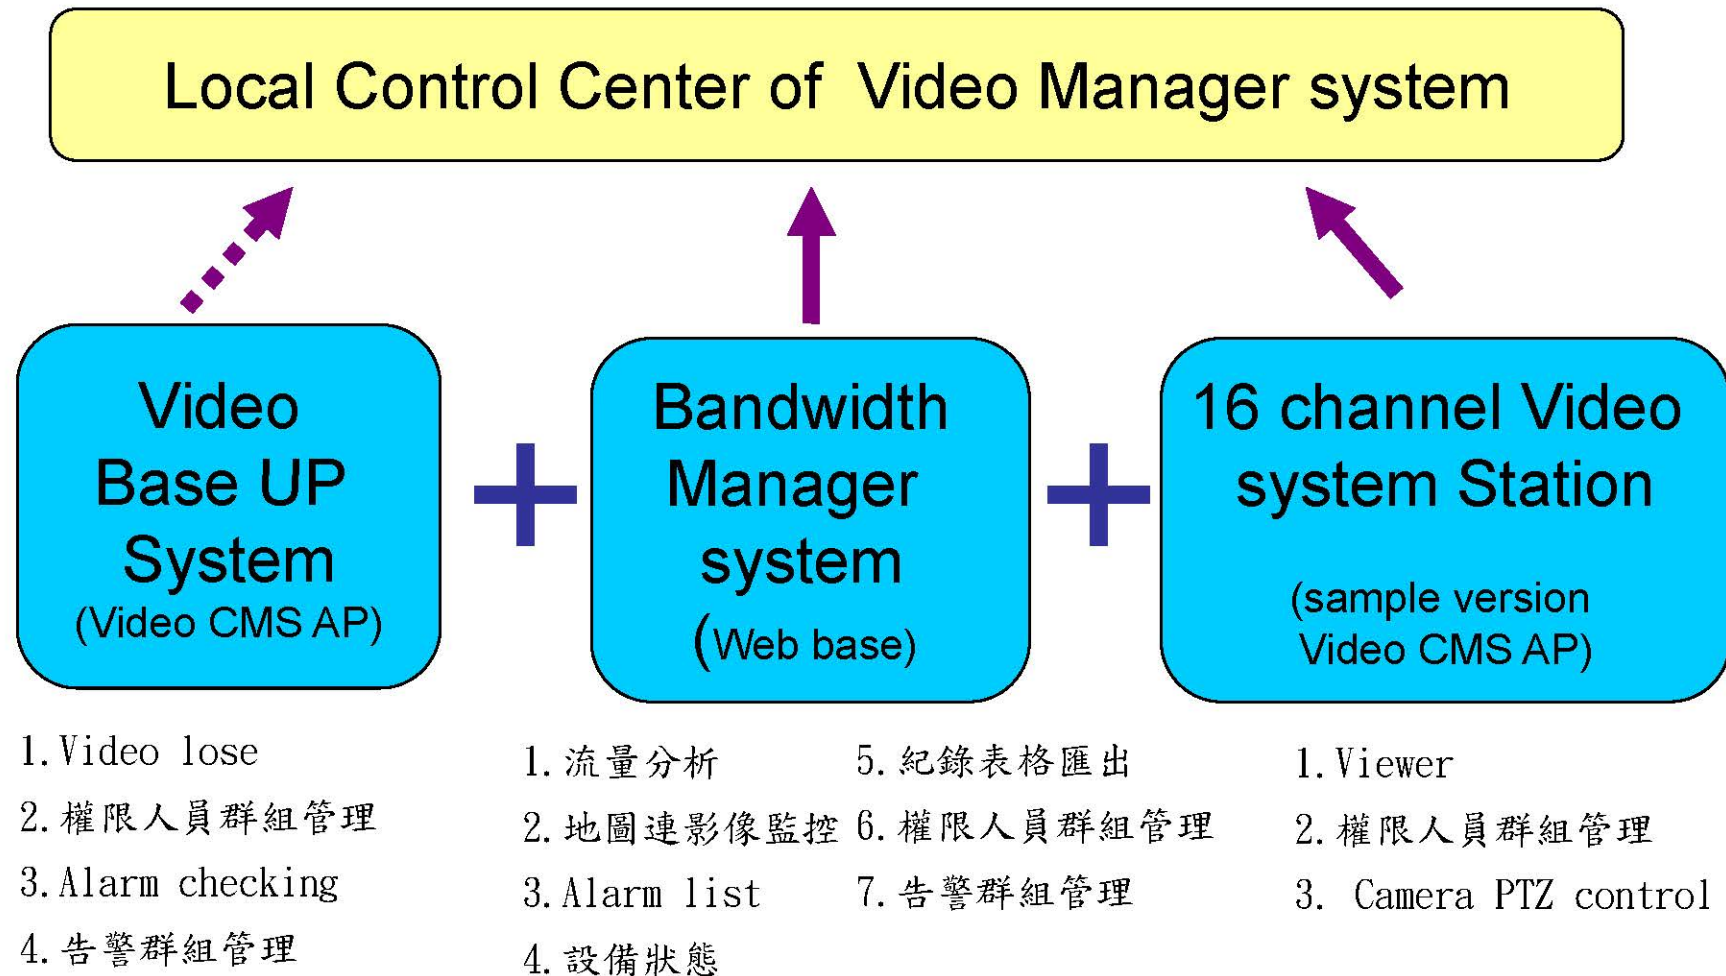 Local Control Center of Video Manager system
Video
Base UP
System
(Video CMS AP)
Bandwidth
Manager
system
(Web base)
16 channel Video
system Station
(sample version
Video CMS AP)
1.Video lose
2.權限人員群組管理
3.Alarm checking
4.告警群組管理
1.流量分析
2.地圖連影像監控
3.Alarm list
4.設備狀態
5.紀錄表格匯出
6.權限人員群組管理
7.告警群組管理
1.Viewer
2.權限人員群組管理
3. Camera PTZ control